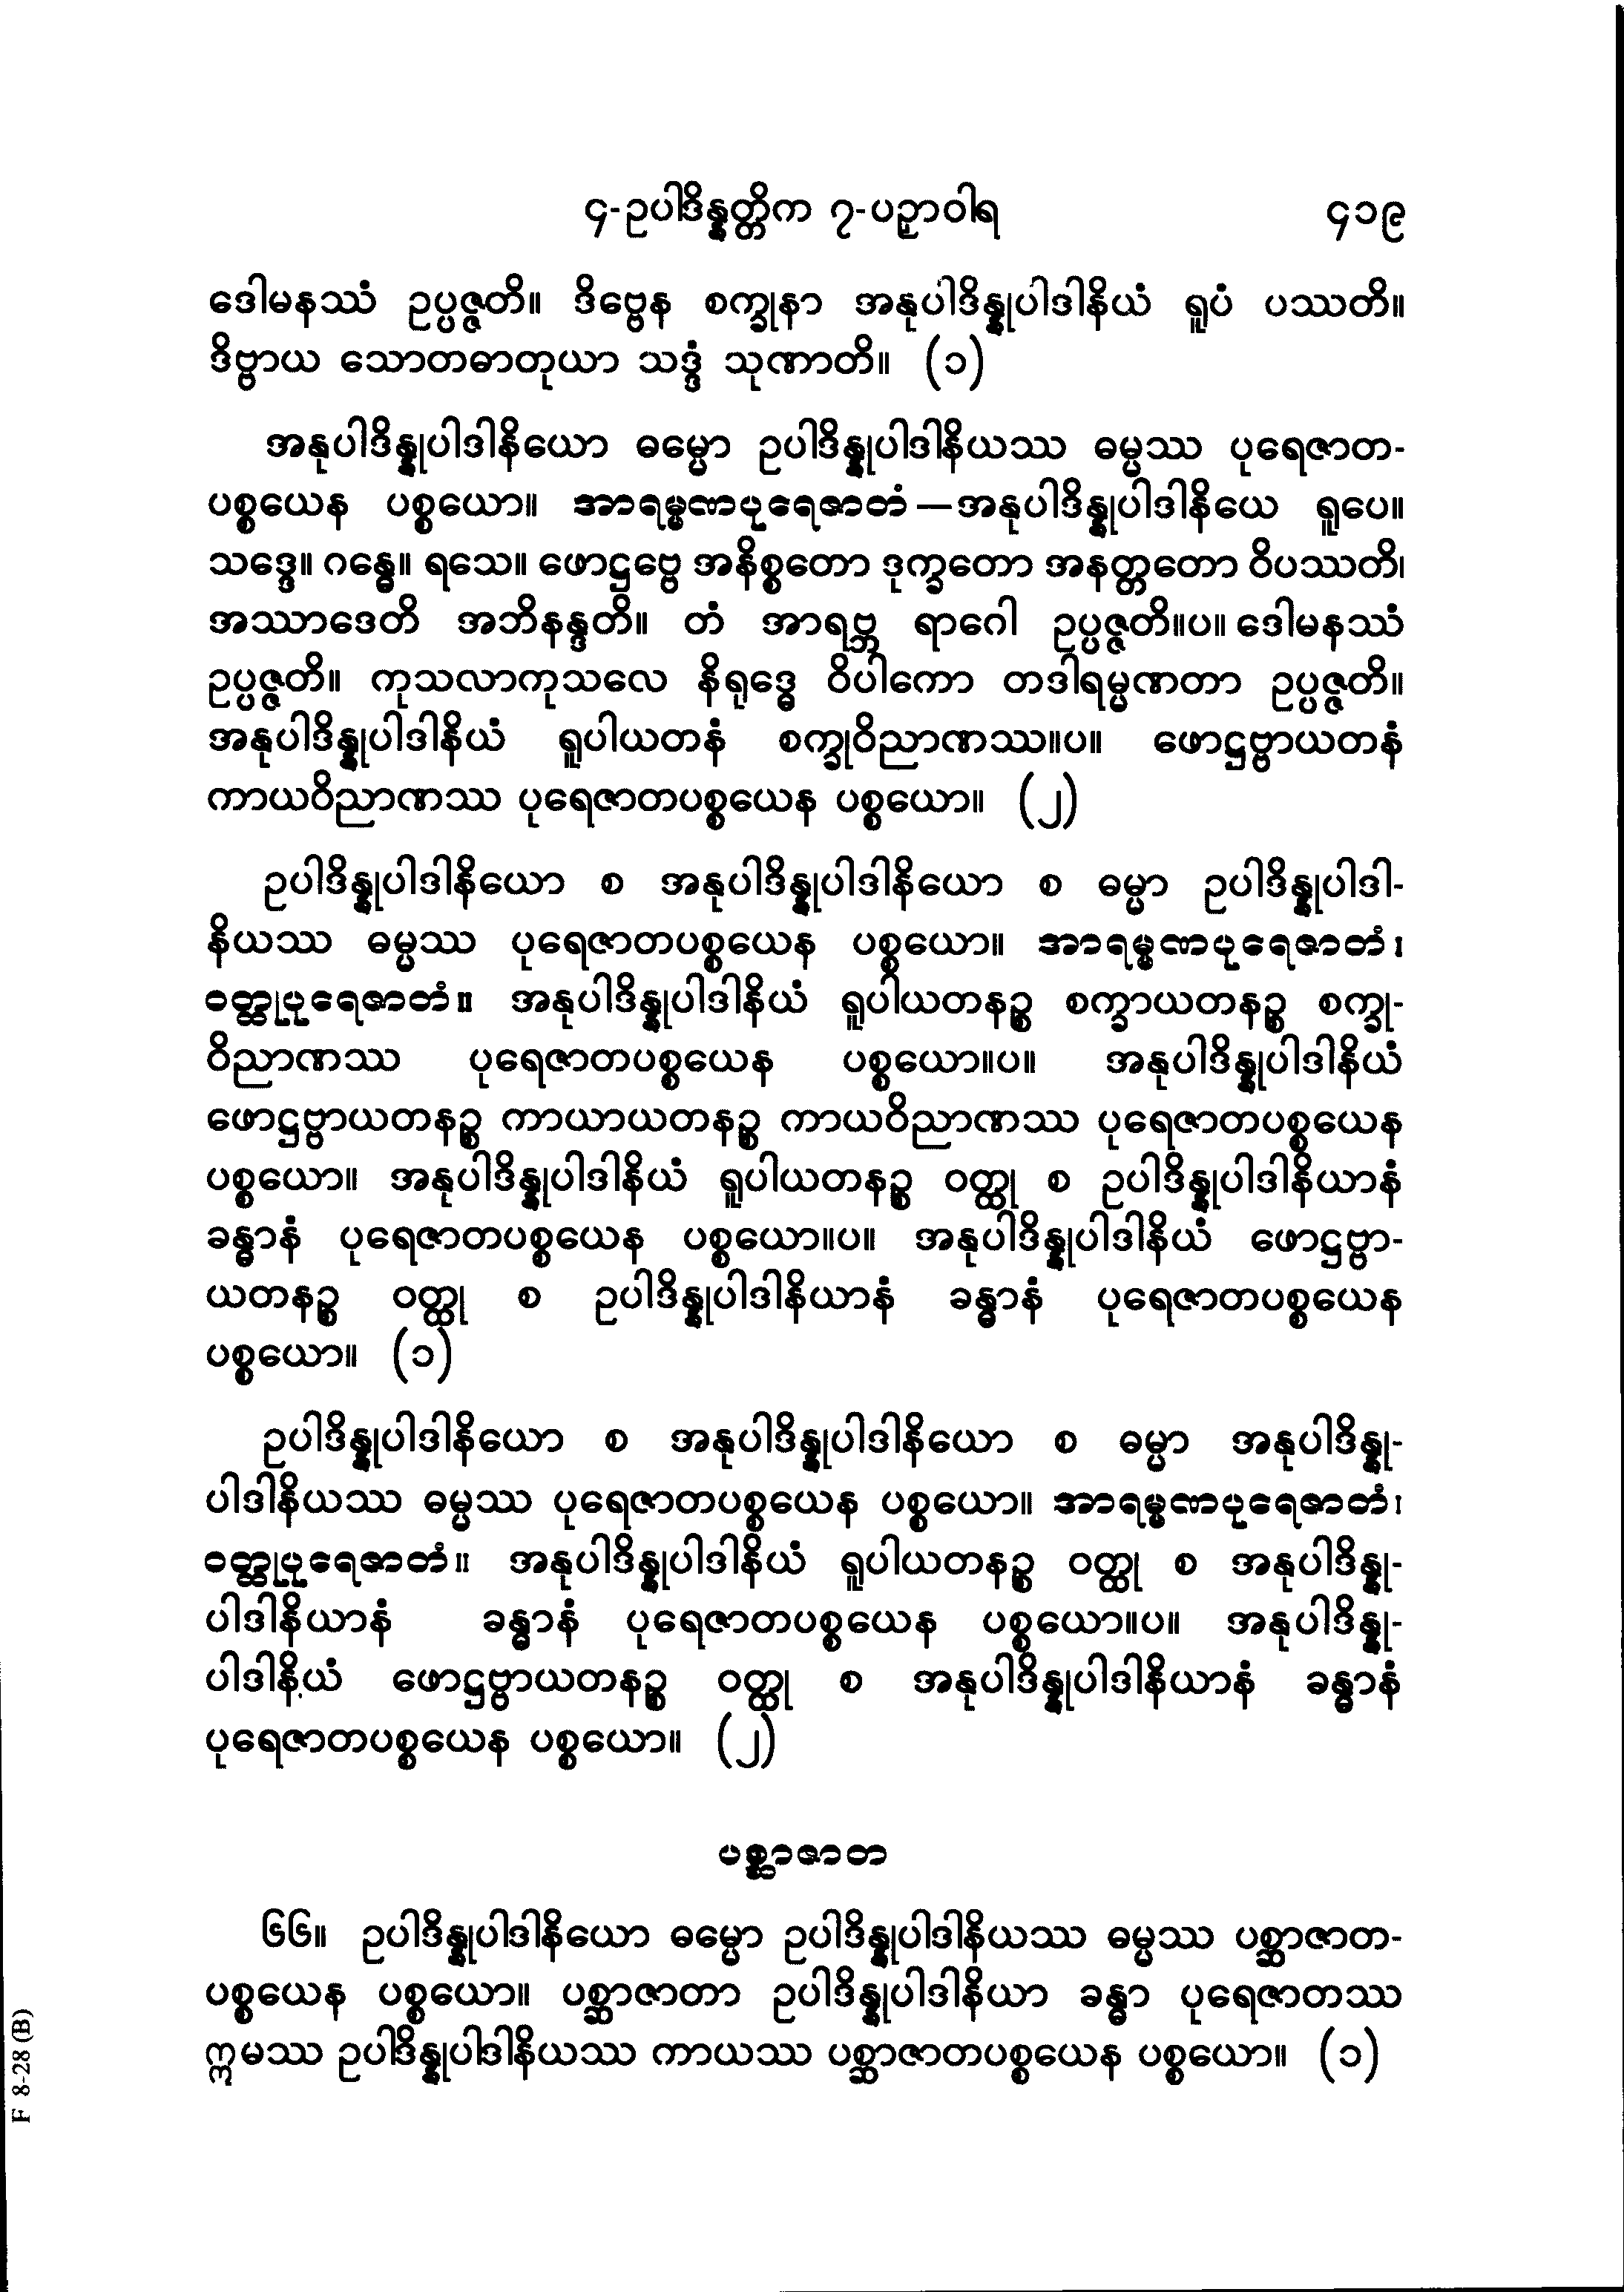 ၄-ဥပါဒိန္နတ္တိက ၇-ပဉှာဝါရ ၄၁၉
ဒေါမနဿံ ဥပ္ပဇ္ဇတိ။ ဒိဗ္ဗေန စက္ခုနာ အနုပါဒိန္နုပါဒါနိယံ ရူပံ ပဿတိ။
ဒိဗ္ဗာယ သောတဓာတုယာ သဒ္ဒံ သုဏာတိ။ (၁)
အနုပါဒိန္နုပါဒါနိယော ဓမ္မော ဥပါဒိန္နုပါဒါနိယဿ ဓမ္မဿ ပုရေဇာတ-
ပစ္စယေန ပစ္စယော။ အာရမ္မဏပုရေဇာတံ—အနုပါဒိန္နုပါဒါနိယေ ရူပေ။
သဒ္ဒေ။ ဂန္ဓေ။ ရသေ။ ဖောဋ္ဌဗ္ဗေ အနိစ္စတော ဒုက္ခတော အနတ္တတော ဝိပဿတိ၊
အဿာဒေတိ အဘိနန္ဒတိ။ တံ အာရဗ္ဘ ရာဂေါ ဥပ္ပဇ္ဇတိ။ပ။ ဒေါမနဿံ
ဥပ္ပဇ္ဇတိ။ ကုသလာကုသလေ နိရုဒ္ဓေ ဝိပါကော တဒါရမ္မဏတာ ဥပ္ပဇ္ဇတိ။
အနုပါဒိန္နုပါဒါနိယံ ရူပါယတနံ စက္ခုဝိညာဏဿ။ပ။ ဖောဋ္ဌဗ္ဗာယတနံ
ကာယဝိညာဏဿ ပုရေဇာတပစ္စယေန ပစ္စယော။ (၂)
ဥပါဒိန္နုပါဒါနိယော စ အနုပါဒိန္နုပါဒါနိယော စ ဓမ္မာ ဥပါဒိန္နုပါဒါ-
နိယဿ ဓမ္မဿ ပုရေဇာတပစ္စယေန ပစ္စယော။ အာရမ္မဏပုရေဇာတံ၊
ဝတ္ထုပုရေဇာတံ။ အနုပါဒိန္နုပါဒါနိယံ ရူပါယတနဉ္စ စက္ခာယတနဉ္စ စက္ခု-
ဝိညာဏဿ ပုရေဇာတပစ္စယေန ပစ္စယော။ပ။ အနုပါဒိန္နုပါဒါနိယံ
ဖောဋ္ဌဗ္ဗာယတနဉ္စ ကာယာယတနဉ္စ ကာယဝိညာဏဿ ပုရေဇာတပစ္စယေန
ပစ္စယော။ အနုပါဒိန္နုပါဒါနိယံ ရူပါယတနဉ္စ ဝတ္ထု စ ဥပါဒိန္နုပါဒါနိယာနံ
ခန္ဓာနံ ပုရေဇာတပစ္စယေန ပစ္စယော။ပ။ အနုပါဒိန္နုပါဒါနိယံ ဖောဋ္ဌဗ္ဗာ-
ယတနဉ္စ ဝတ္ထု စ ဥပါဒိန္နုပါဒါနိယာနံ ခန္ဓာနံ ပုရေဇာတပစ္စယေန
ပစ္စယော။ (၁)
ဥပါဒိန္နုပါဒါနိယော စ အနုပါဒိန္နုပါဒါနိယော စ ဓမ္မာ အနုပါဒိန္နု-
ပါဒါနိယဿ ဓမ္မဿ ပုရေဇာတပစ္စယေန ပစ္စယော။ အာရမ္မဏပုရေဇာတံ၊
ဝတ္ထုပုရေဇာတံ။ အနုပါဒိန္နုပါဒါနိယံ ရူပါယတနဉ္စ ဝတ္ထု စ အနုပါဒိန္နု-
ပါဒါနိယာနံ ခန္ဓာနံ ပုရေဇာတပစ္စယေန ပစ္စယော။ပ။ အနုပါဒိန္နု-
ပါဒါနိယံ ဖောဋ္ဌဗ္ဗာယတနဉ္စ ဝတ္ထု စ အနုပါဒိန္နုပါဒါနိယာနံ ခန္ဓာနံ
ပုရေဇာတပစ္စယေန ပစ္စယော။ (၂)
ပစ္ဆာဇာတ
၆၆။ ဥပါဒိန္နုပါဒါနိယော ဓမ္မော ဥပါဒိန္နုပါဒါနိယဿ ဓမ္မဿ ပစ္ဆာဇာတ-
ပစ္စယေန ပစ္စယော။ ပစ္ဆာဇာတာ ဥပါဒိန္နုပါဒါနိယာ ခန္ဓာ ပုရေဇာတဿ
ဣမဿ ဥပါဒိန္နုပါဒါနိယဿ ကာယဿ ပစ္ဆာဇာတပစ္စယေန ပစ္စယော။ (၁)
F 8-28 (B)